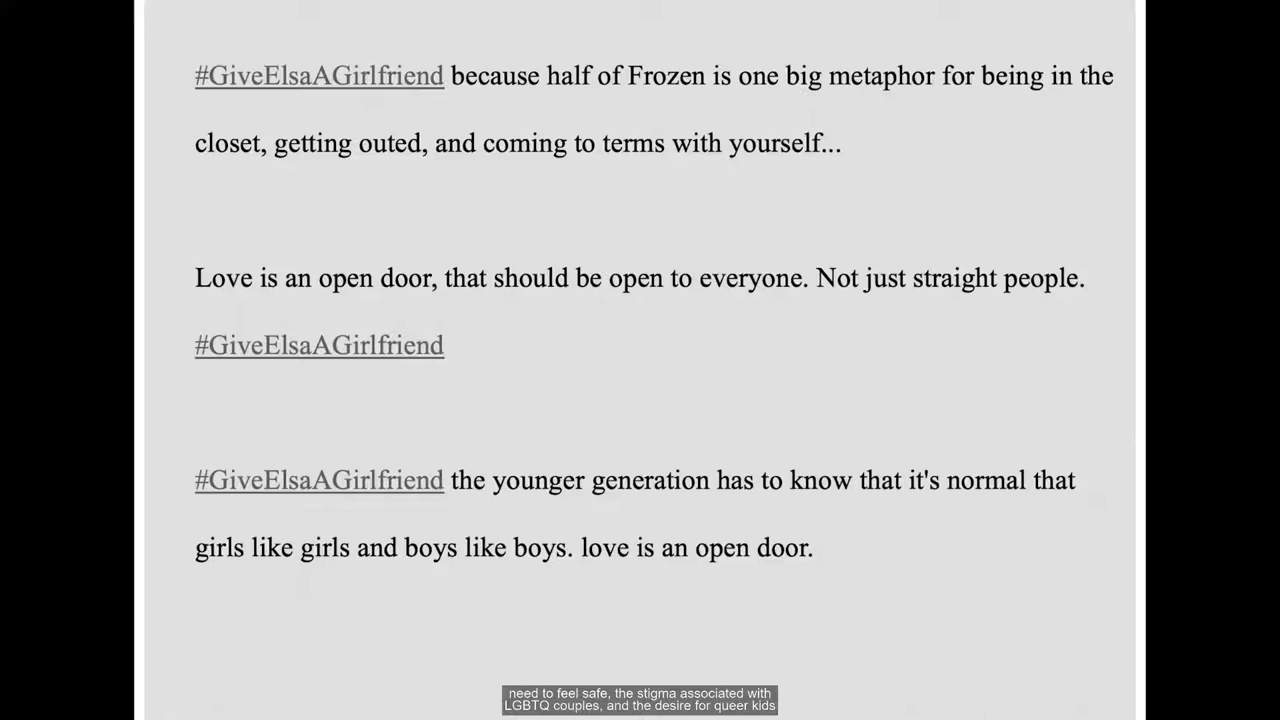 #GiveElsaAGirlfriend because half of Frozen is one big metaphor for being in the
closet, getting outed, and coming to terms with yourself...
Love is an open door, that should be open to everyone. Not just straight people.
#GiveElsaAGirlfriend
#GiveElsaAGirlfriend the younger generation has to know that it's normal that
girls like girls and boys like boys. love is an open door.
need to feel safe, the stigma associated with
LGBTQ couples, and the desire for queer kids